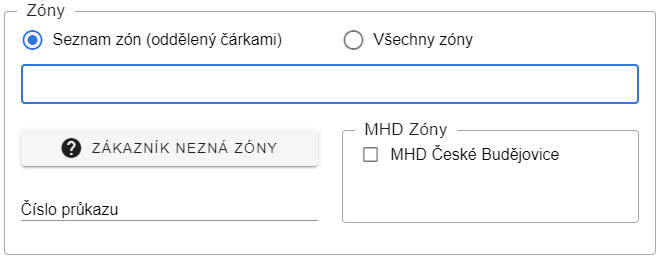 Zóny
Seznam zón (oddělený čárkami)
Všechny zóny
ZÁKAZNÍK NEZNÁ ZÓNY
MHD Zóny
MHD České Budějovice
Číslo průkazu